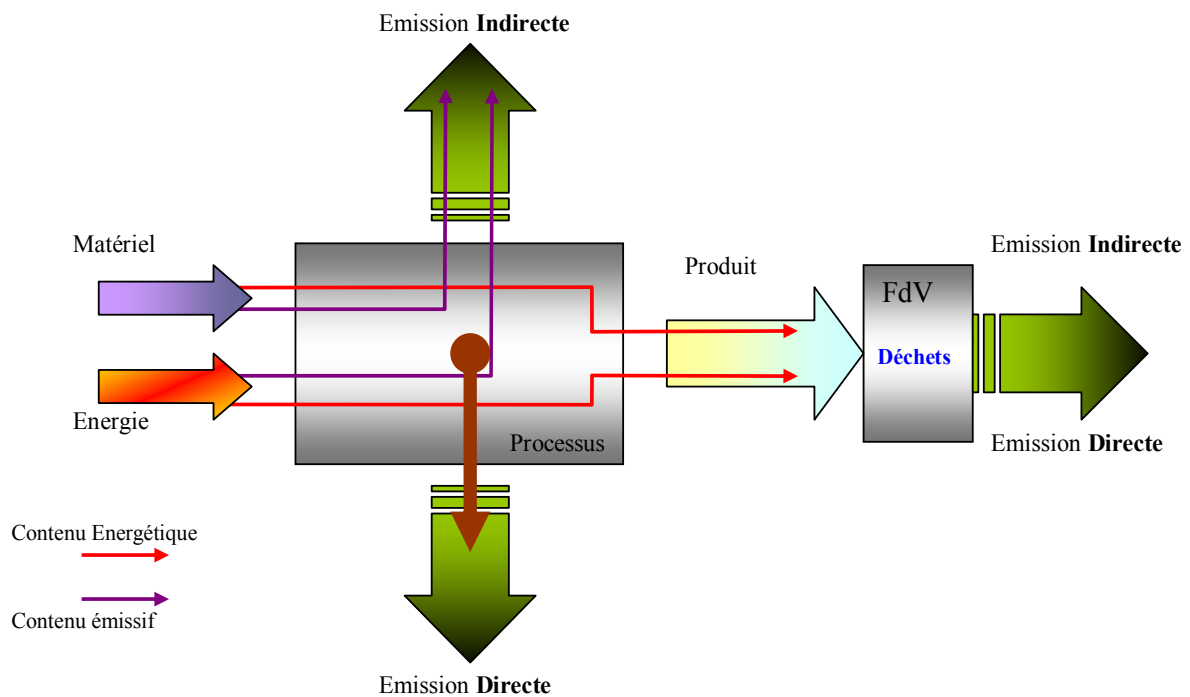 Emission Indirecte
Matériel
Produit
Emission Indirecte
FdV
Déchets
Energie
Processus
Emission Directe
Contenu Energétique
Contenu émissif
Emission Directe